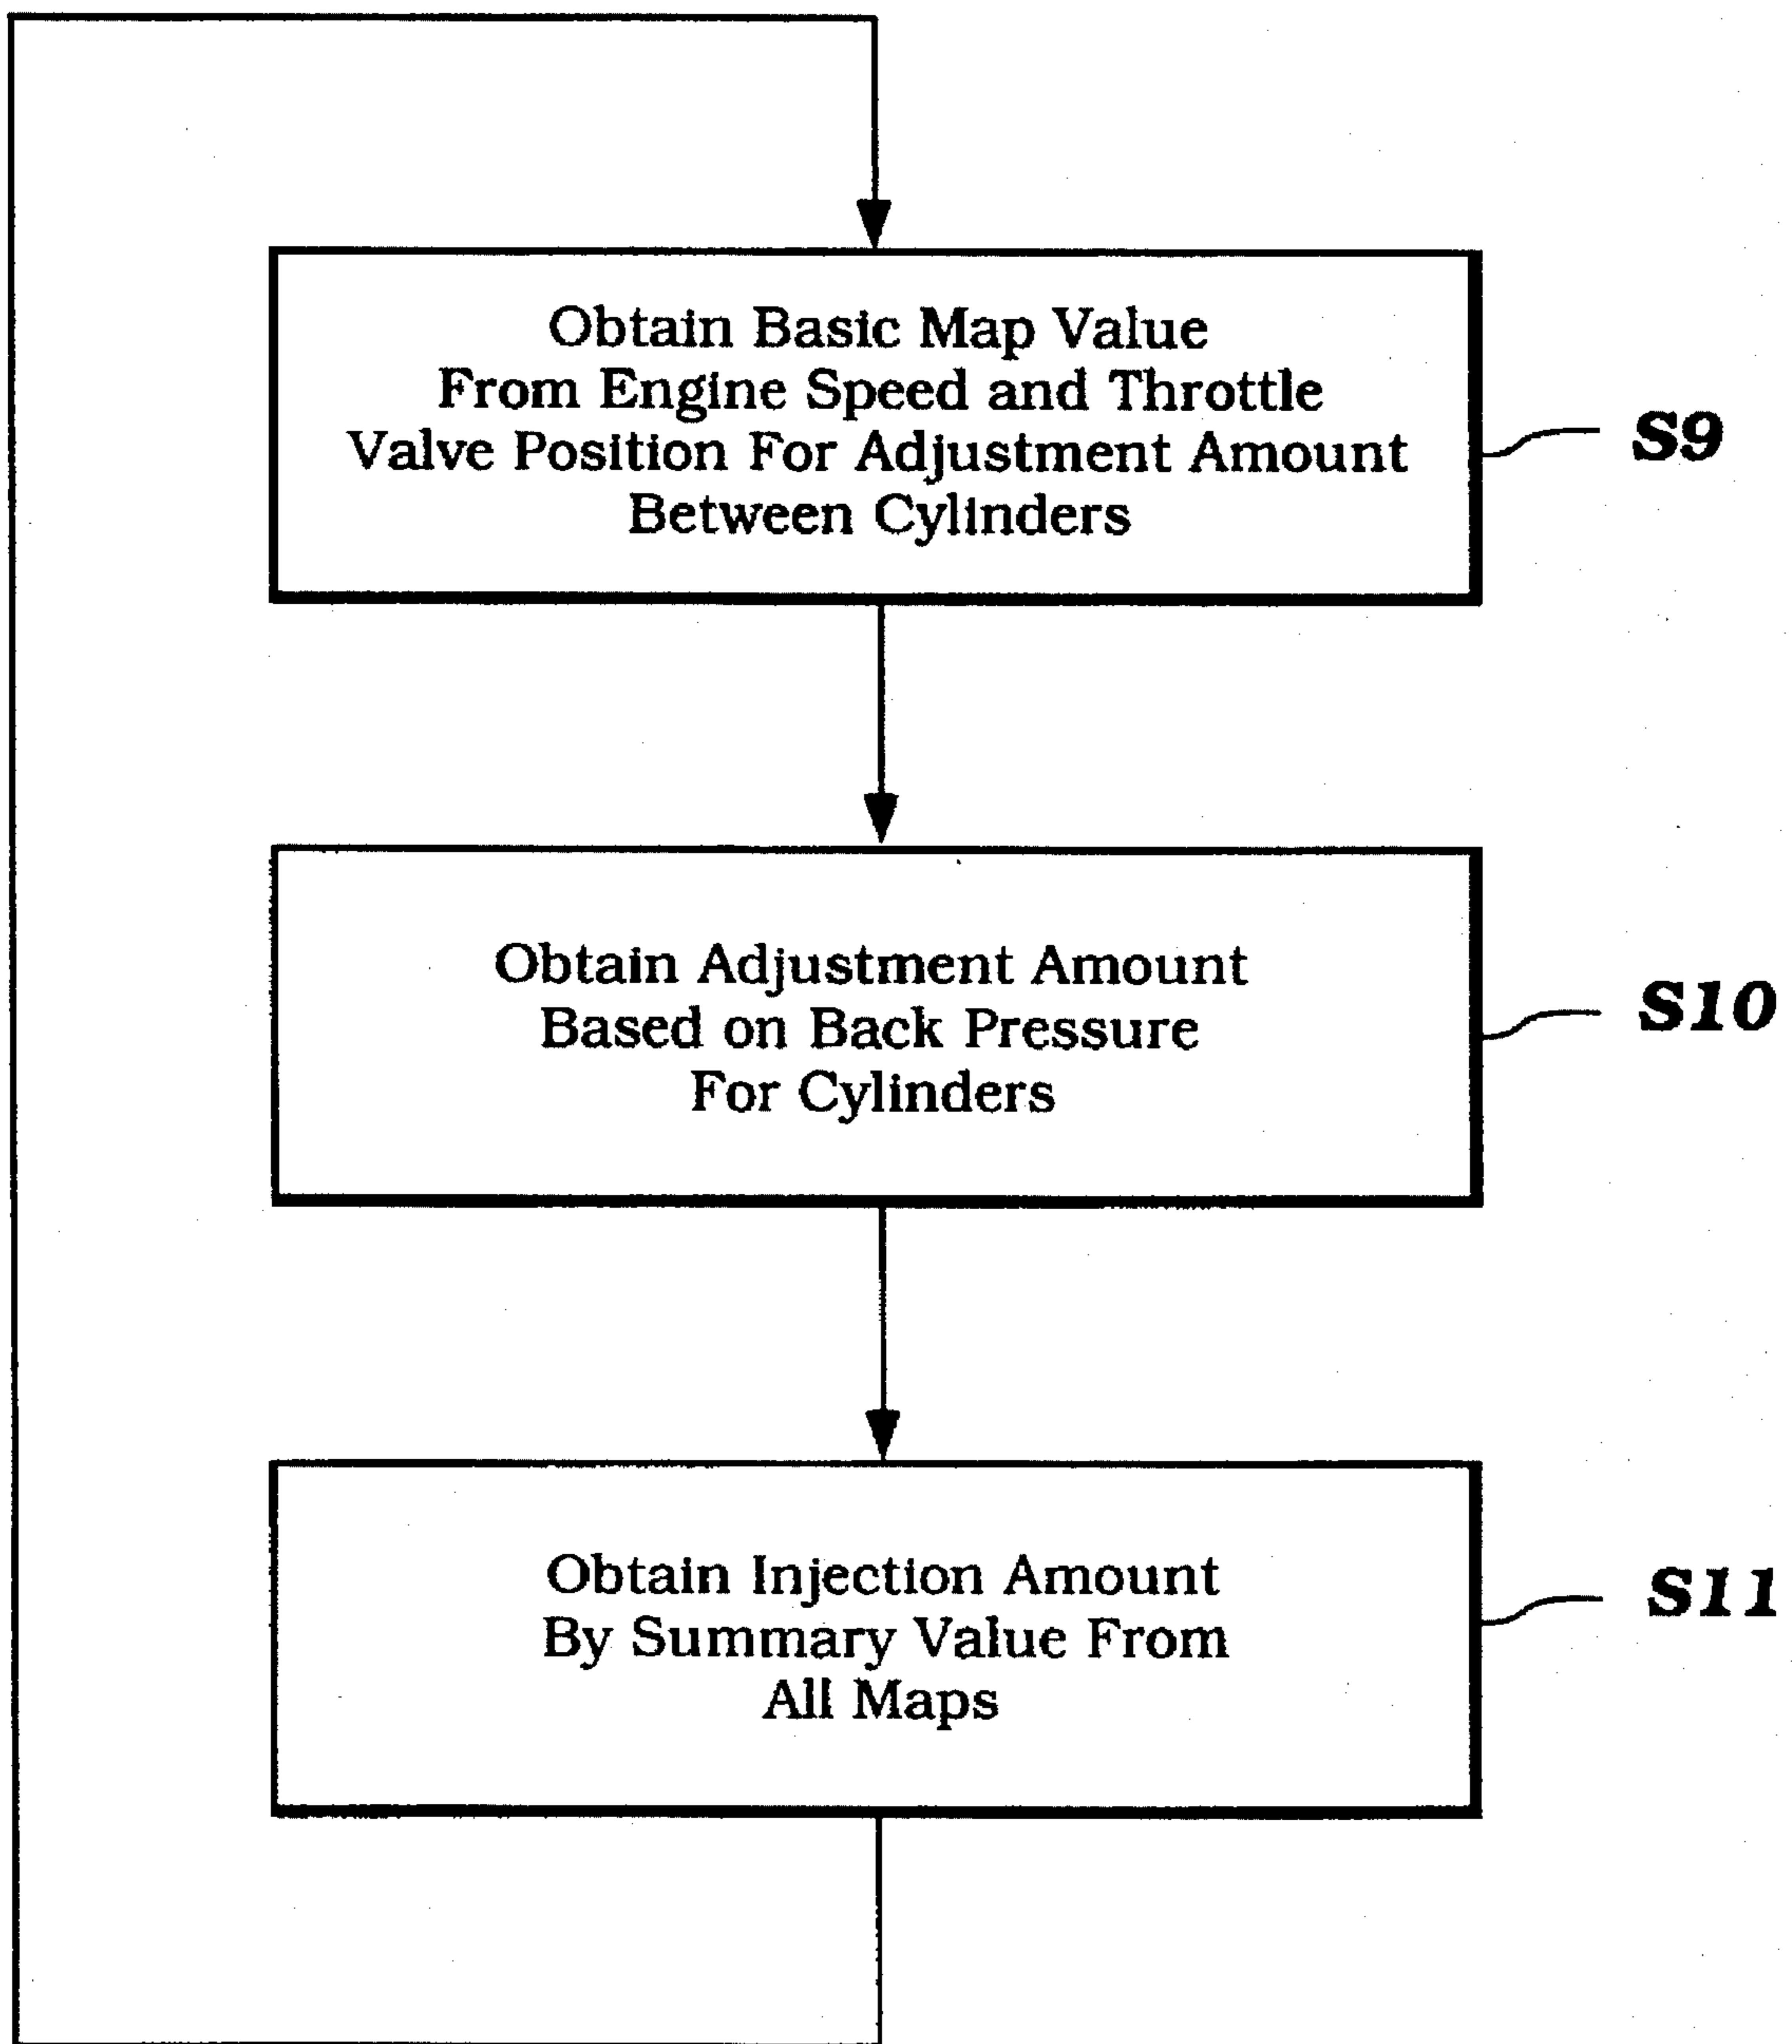 Obtain Basic Map Value
From Engine Speed and Throttle
Valve Position For Adjustment Amount
Between Cylinders
S9
Obtain Adjustment Amount
Based on Back Pressure
For Cylinders
S10
Obtain Injection Amount
By Summary Value From
All Maps
S11